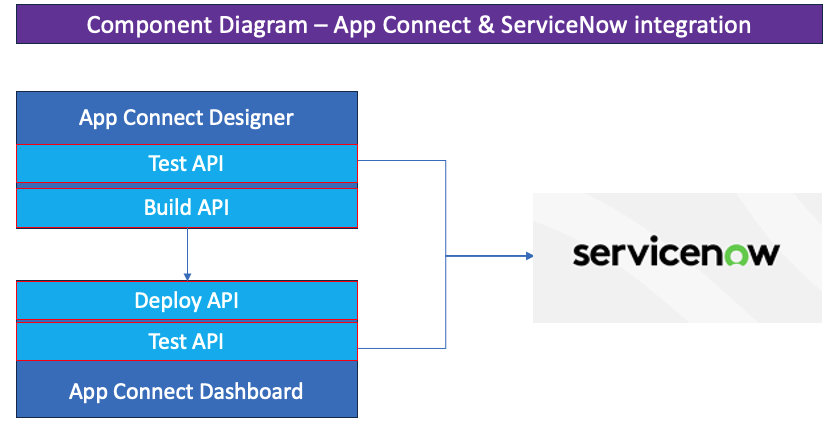 Component Diagram – App Connect & ServiceNow integration
App Connect Designer
Test API
Build API
servicenow
Deploy API
Test API
App Connect Dashboard